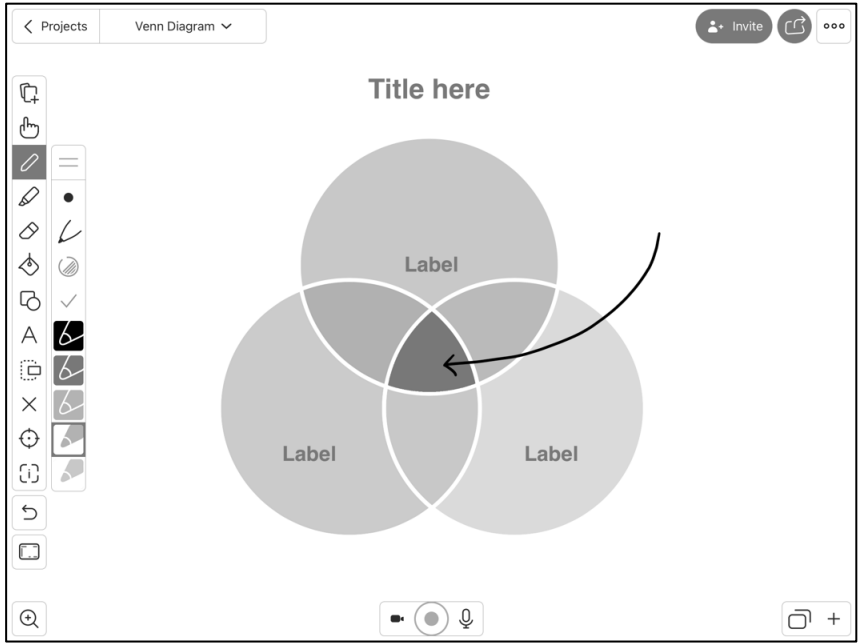 Projects
Venn Diagram
Invite
Title here
Label
Label
Label
A